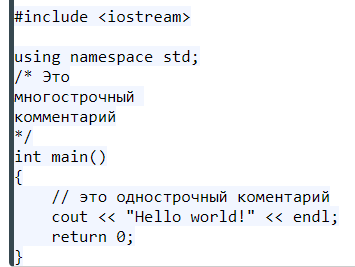 #include <iostream>

using namespace std;
/* Это
многострочный
комментарий
*/
int main()
{
    // это однострочный коментарий
    cout << "Hello world!" << endl;
    return 0;
}